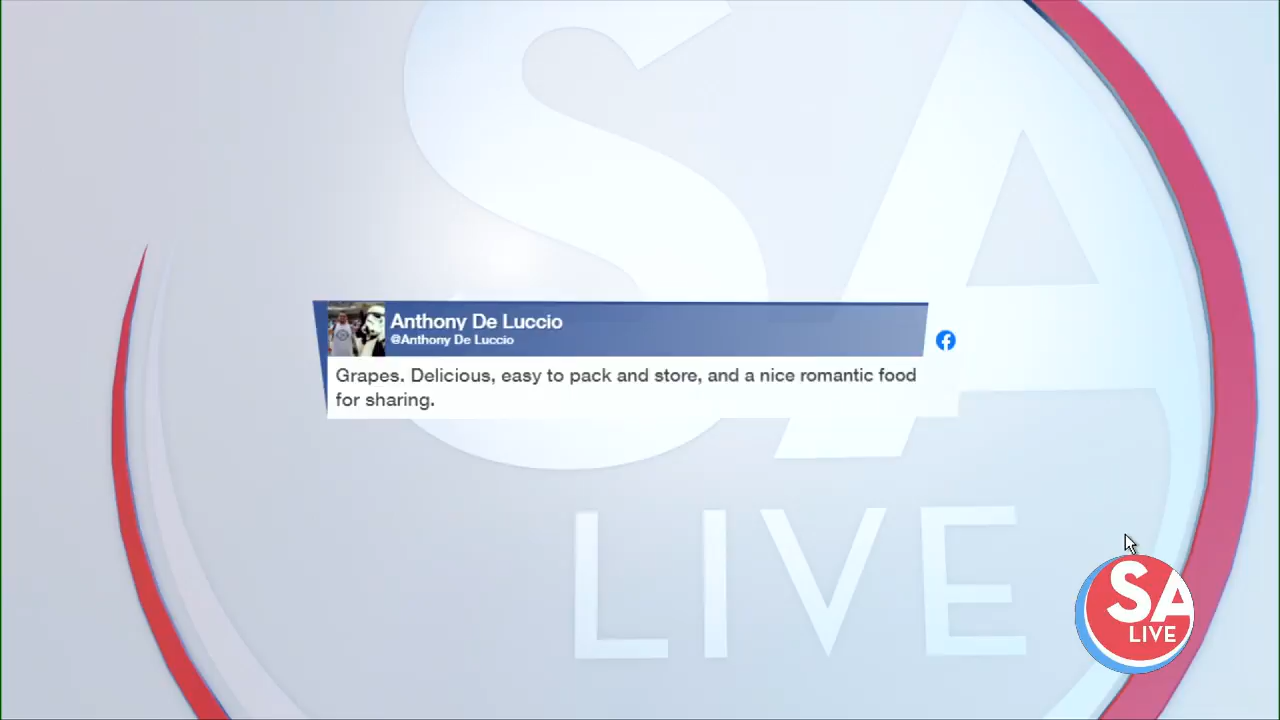 SA
LIVE
Anthony De Luccio
@Anthony De Luccio
Grapes. Delicious, easy to pack and store, and a nice romantic food
for sharing.
SA
LIVE